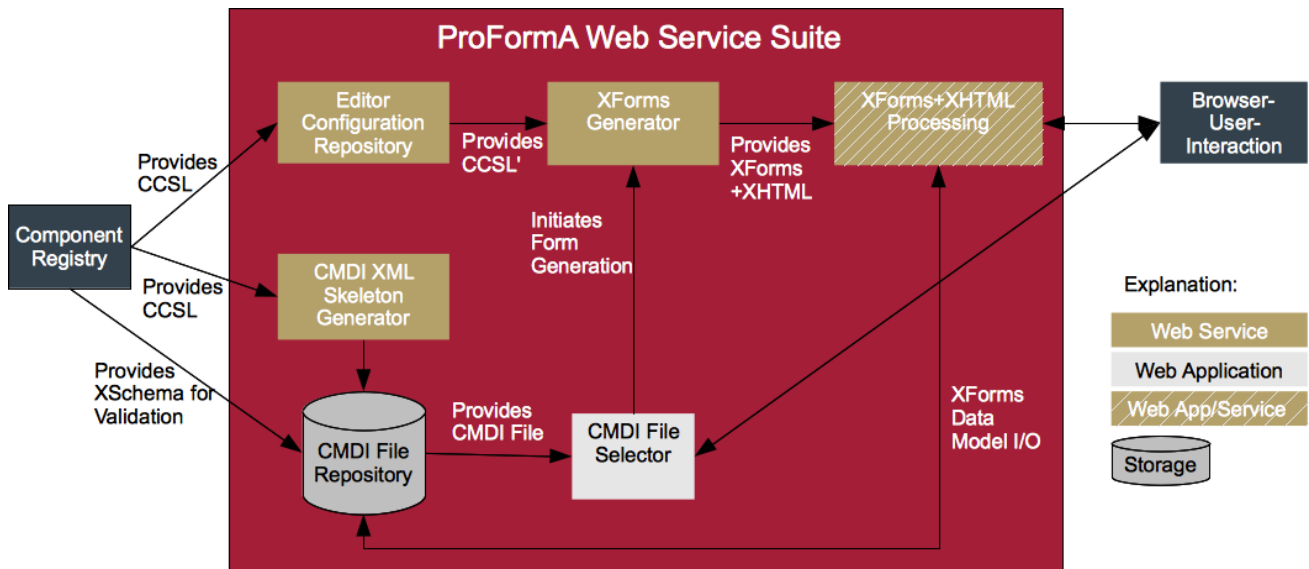 ProFormA Web Service Suite
Editor
Configuration
Repository
XForms
Generator
XForms+XHTML
Processing
Browser-
User-
Interaction
Provides
CCSL
Provides
CCSL'
Provides
XForms
+XHTML
Component
Registry
Initiates
Form
Generation
CMDI XML
Skeleton
Generator
Provides
CCSL
Provides
XSchema for
Validation
CMDI File
Repository
Provides
CMDI File
CMDI File
Selector
XForms
Data
Model I/O
Explanation:
Web Service
Web Application
Web App/Service
Storage